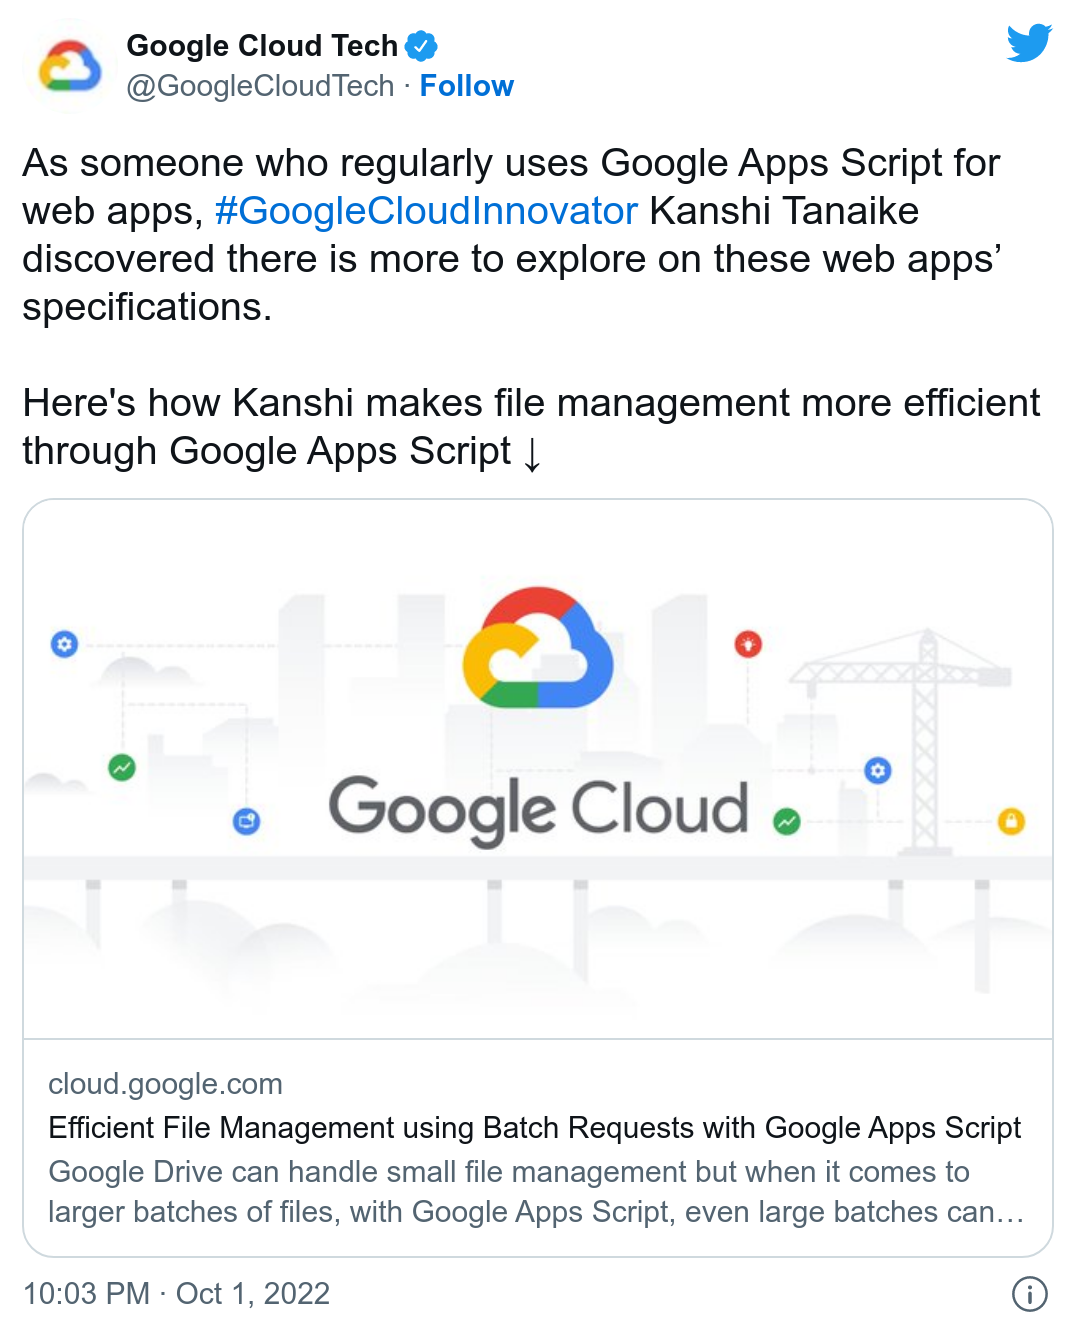 Google Cloud Tech
@GoogleCloudTech · Follow
As someone who regularly uses Google Apps Script for
web apps, #GoogleCloudInnovator Kanshi Tanaike
discovered there is more to explore on these web apps’
specifications.
Here's how Kanshi makes file management more efficient
through Google Apps Script ↓
Google Cloud
cloud.google.com
Efficient File Management using Batch Requests with Google Apps Script
Google Drive can handle small file management but when it comes to
larger batches of files, with Google Apps Script, even large batches can…
10:03 PM · Oct 1, 2022